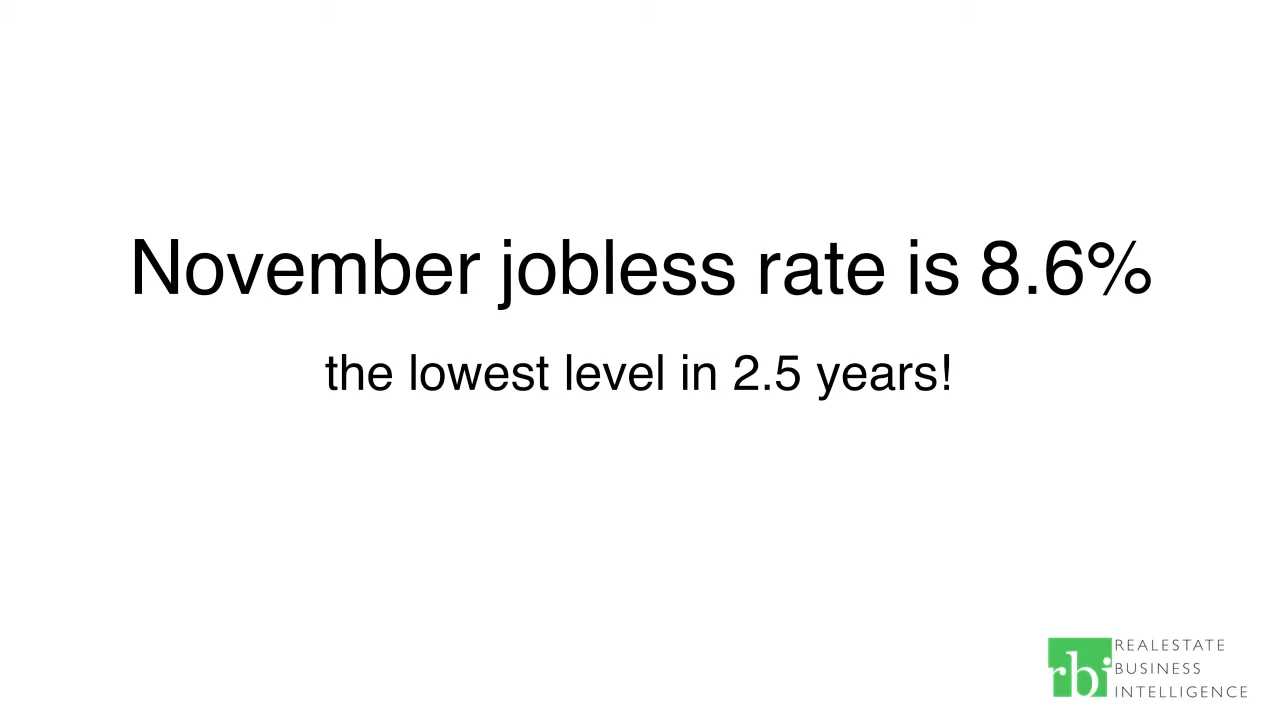 November jobless rate is 8.6%
the lowest level in 2.5 years!
rbi
REALESTATE
BUSINESS
INTELLIGENCE